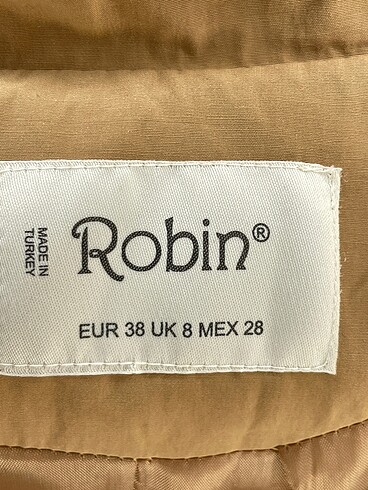 MADE IN
TURKEY
Robin®
EUR 38 UK 8 MEX 28